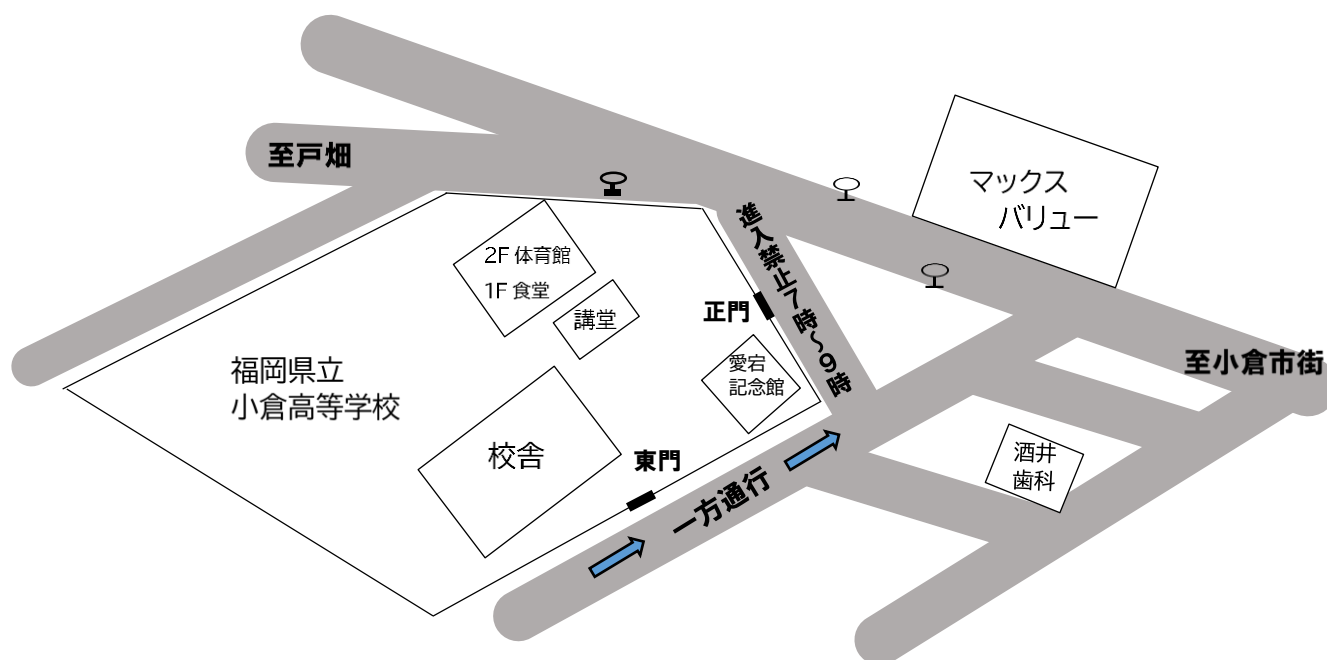 至戸畑
マックス
バリュー
進入禁止7時～9時
2F 体育館
1F 食堂
講堂
正門
愛宕
記念館
至小倉市街
福岡県立
小倉高等学校
校舎
東門
一方通行
酒井
歯科